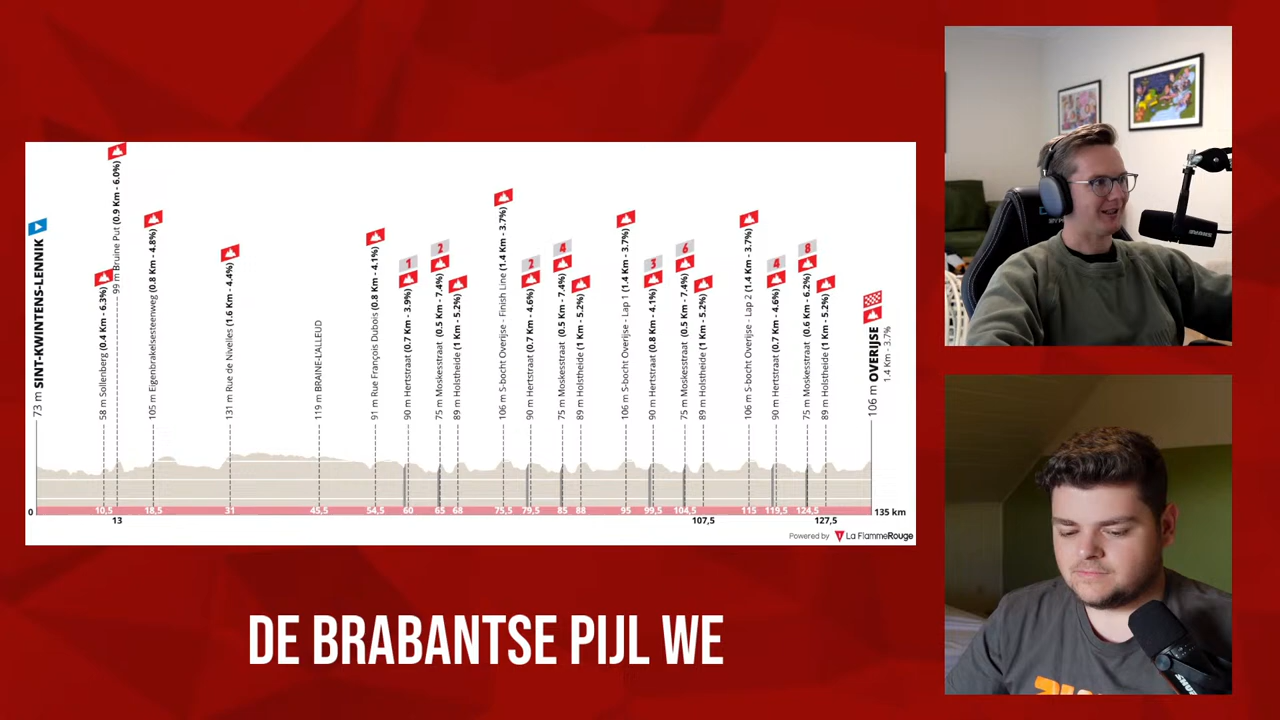 73 m SINT-KWINTENS-LENNIK
58 m Sollenberg (0.4 Km - 6.3%)
99 m Bruine Put (0.9 Km - 6.0%)
105 m Eigenbrakelsesteenweg (0.8 Km - 4.8%)
131 m Rue de Nivelles (1.6 Km - 4.4%)
119 m BRAINE-L'ALLEUD
91 m Rue François Dubois (0.8 Km - 4.1%)
1
90 m Hertstraat (0.7 Km - 3.9%)
2
75 m Moskesstraat (0.5 Km - 7.4%)
89 m Holstheide (1 Km - 5.2%)
106 m S-bocht Overijse - Finish Line (1.4 Km - 3.7%)
2
90 m Hertstraat (0.7 Km - 4.6%)
4
75 m Moskesstraat (0.5 Km - 7.4%)
89 m Holstheide (1 Km - 5.2%)
106 m S-bocht Overijse - Lap 1 (1.4 Km - 3.7%)
3
90 m Hertstraat (0.8 Km - 4.1%)
6
75 m Moskesstraat (0.5 Km - 7.4%)
89 m Holstheide (1 Km - 5.2%)
106 m S-bocht Overijse - Lap 2 (1.4 Km - 3.7%)
4
90 m Hertstraat (0.7 Km - 4.6%)
8
75 m Moskesstraat (0.6 Km - 6.2%)
89 m Holstheide (1 Km - 5.2%)
106 m OVERIJSE
1.4 Km - 3.7%
0 10,5 13 18,5 31 45,5 54,5 60 65 68 75,5 79,5 85 88 95 99,5 104,5 107,5 115 119,5 124,5 127,5 135 km
Powered by La FlammeRouge
DE BRABANTSE PIJL WE